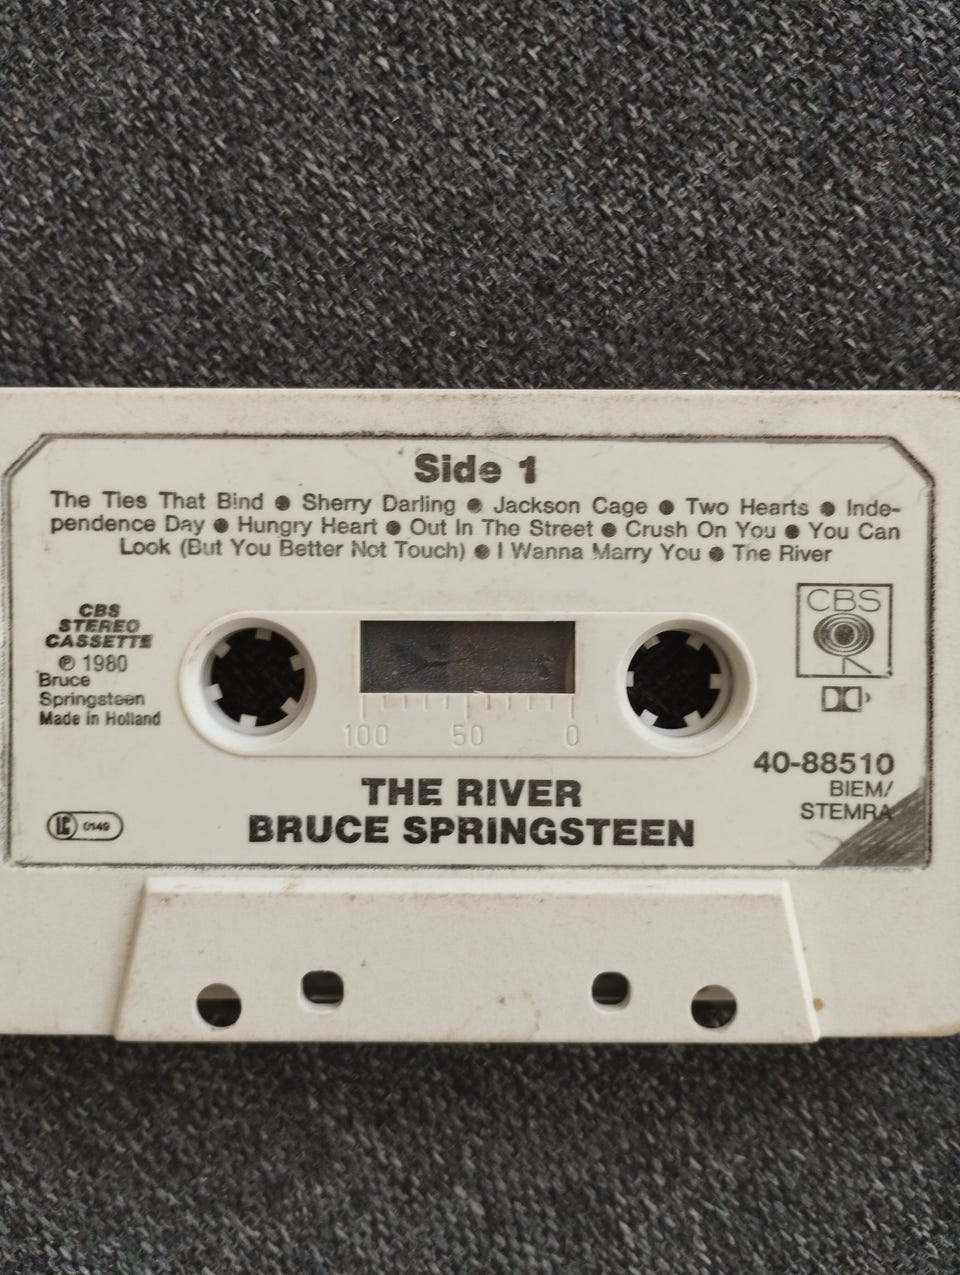 Side 1
The Ties That Bind ● Sherry Darling ● Jackson Cage ● Two Hearts ● Inde-
pendence Day ● Hungry Heart ● Out In The Street ● Crush On You ● You Can
Look (But You Better Not Touch) ● I Wanna Marry You ● The River
CBS
STEREO
CASSETTE
℗ 1980
Bruce
Springsteen
Made in Holland
CBS
100 50 0
40-88510
BIEM/
STEMRA
THE RIVER
BRUCE SPRINGSTEEN
LC 0149